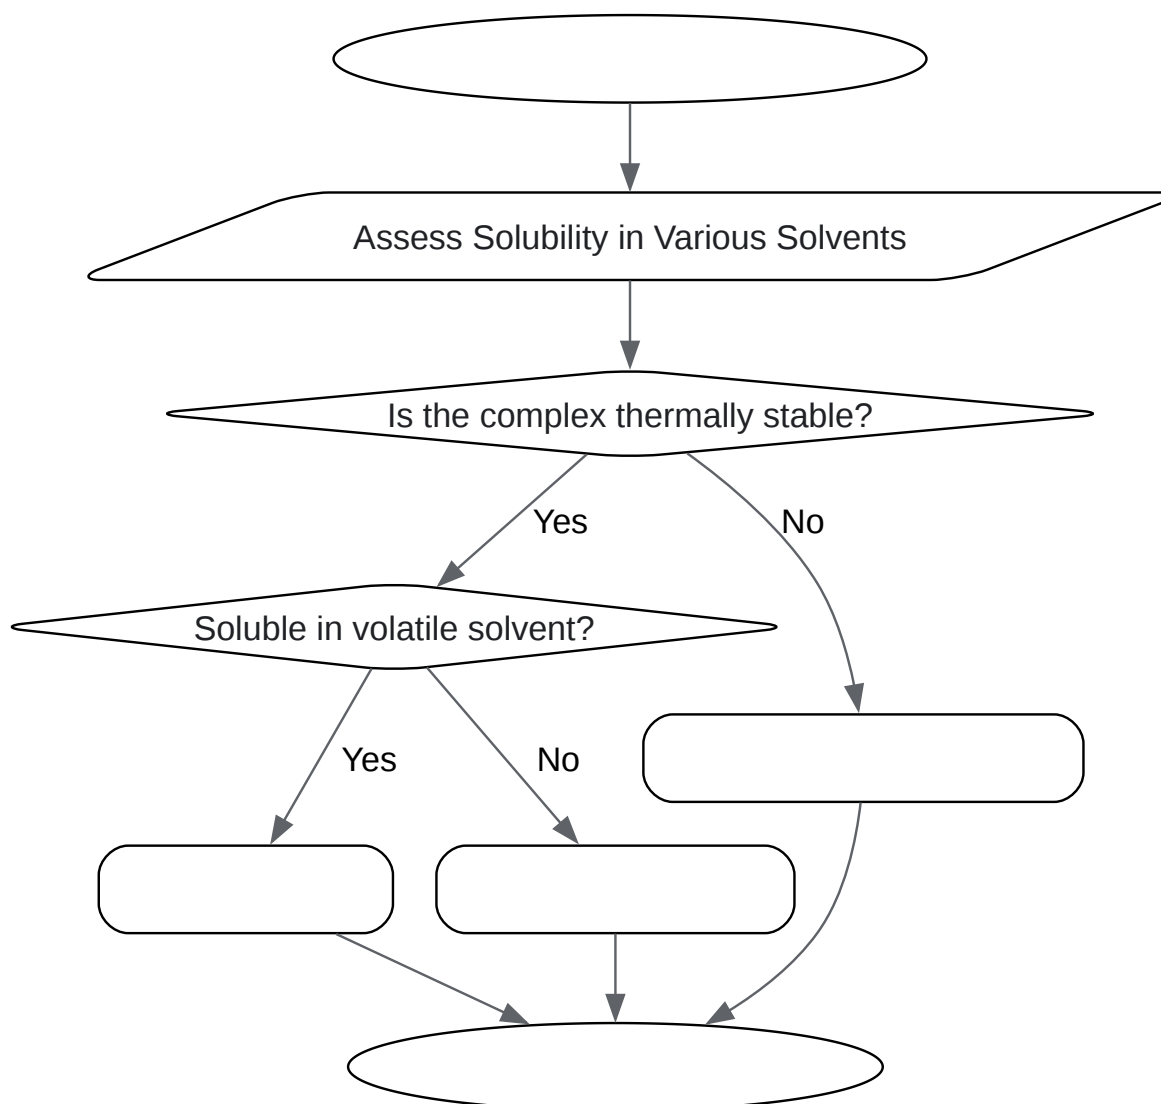 Assess Solubility in Various Solvents
Is the complex thermally stable?
Yes
No
Soluble in volatile solvent?
Yes
No